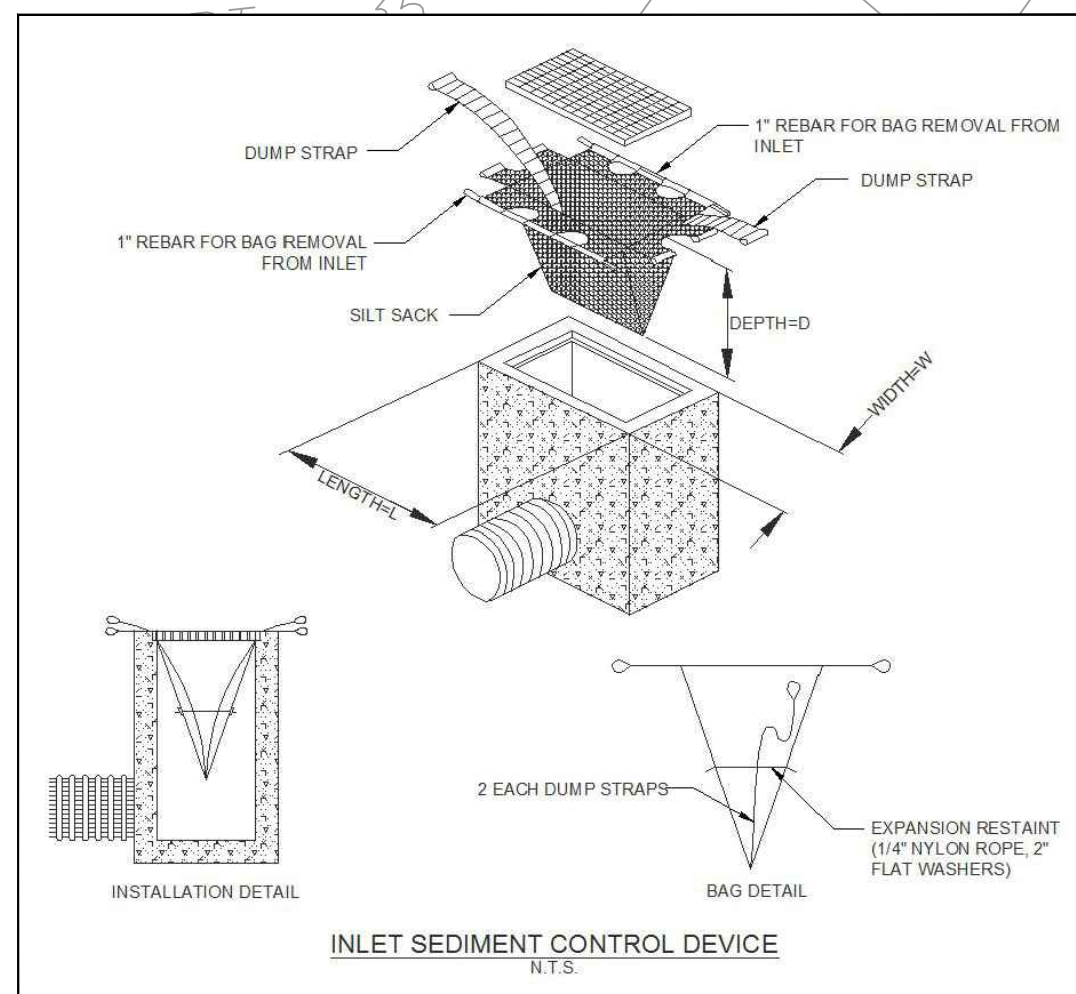 35
DUMP STRAP
1" REBAR FOR BAG REMOVAL FROM
INLET
DUMP STRAP
1" REBAR FOR BAG REMOVAL
FROM INLET
SILT SACK
DEPTH=D
WIDTH=W
LENGTH=L
2 EACH DUMP STRAPS
EXPANSION RESTAINT
(1/4" NYLON ROPE, 2"
FLAT WASHERS)
INSTALLATION DETAIL
BAG DETAIL
INLET SEDIMENT CONTROL DEVICE
N.T.S.